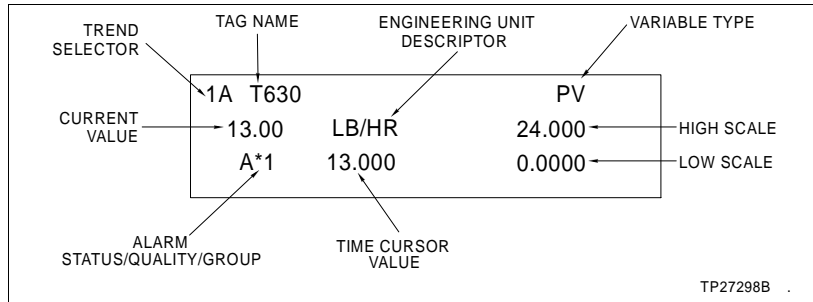 TREND
SELECTOR
TAG NAME
ENGINEERING UNIT
DESCRIPTOR
VARIABLE TYPE
1A T630 PV
CURRENT
VALUE
13.00 LB/HR 24.000
HIGH SCALE
A*1 13.000 0.0000
LOW SCALE
ALARM
STATUS/QUALITY/GROUP
TIME CURSOR
VALUE
TP27298B .